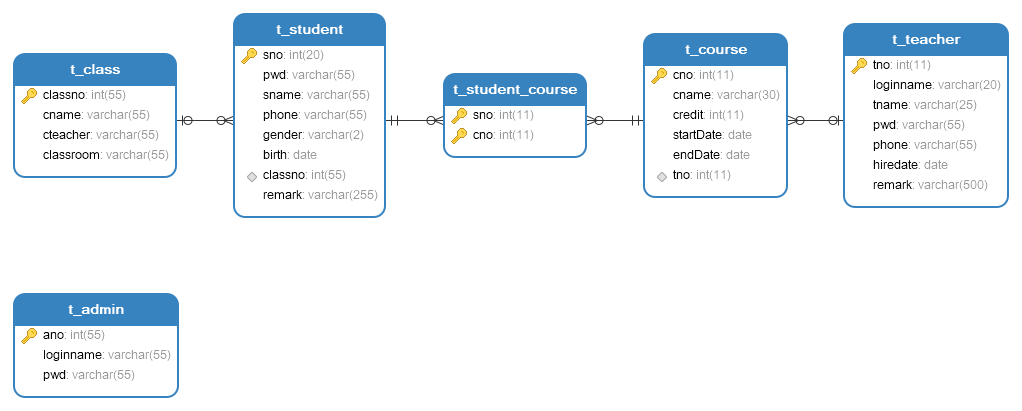 t_class
classno: int(55)
cname: varchar(55)
cteacher: varchar(55)
classroom: varchar(55)
t_student
sno: int(20)
pwd: varchar(55)
sname: varchar(55)
phone: varchar(55)
gender: varchar(2)
birth: date
classno: int(55)
remark: varchar(255)
t_student_course
sno: int(11)
cno: int(11)
t_course
cno: int(11)
cname: varchar(30)
credit: int(11)
startDate: date
endDate: date
tno: int(11)
t_teacher
tno: int(11)
loginname: varchar(20)
tname: varchar(25)
pwd: varchar(55)
phone: varchar(55)
hiredate: date
remark: varchar(500)
t_admin
ano: int(55)
loginname: varchar(55)
pwd: varchar(55)